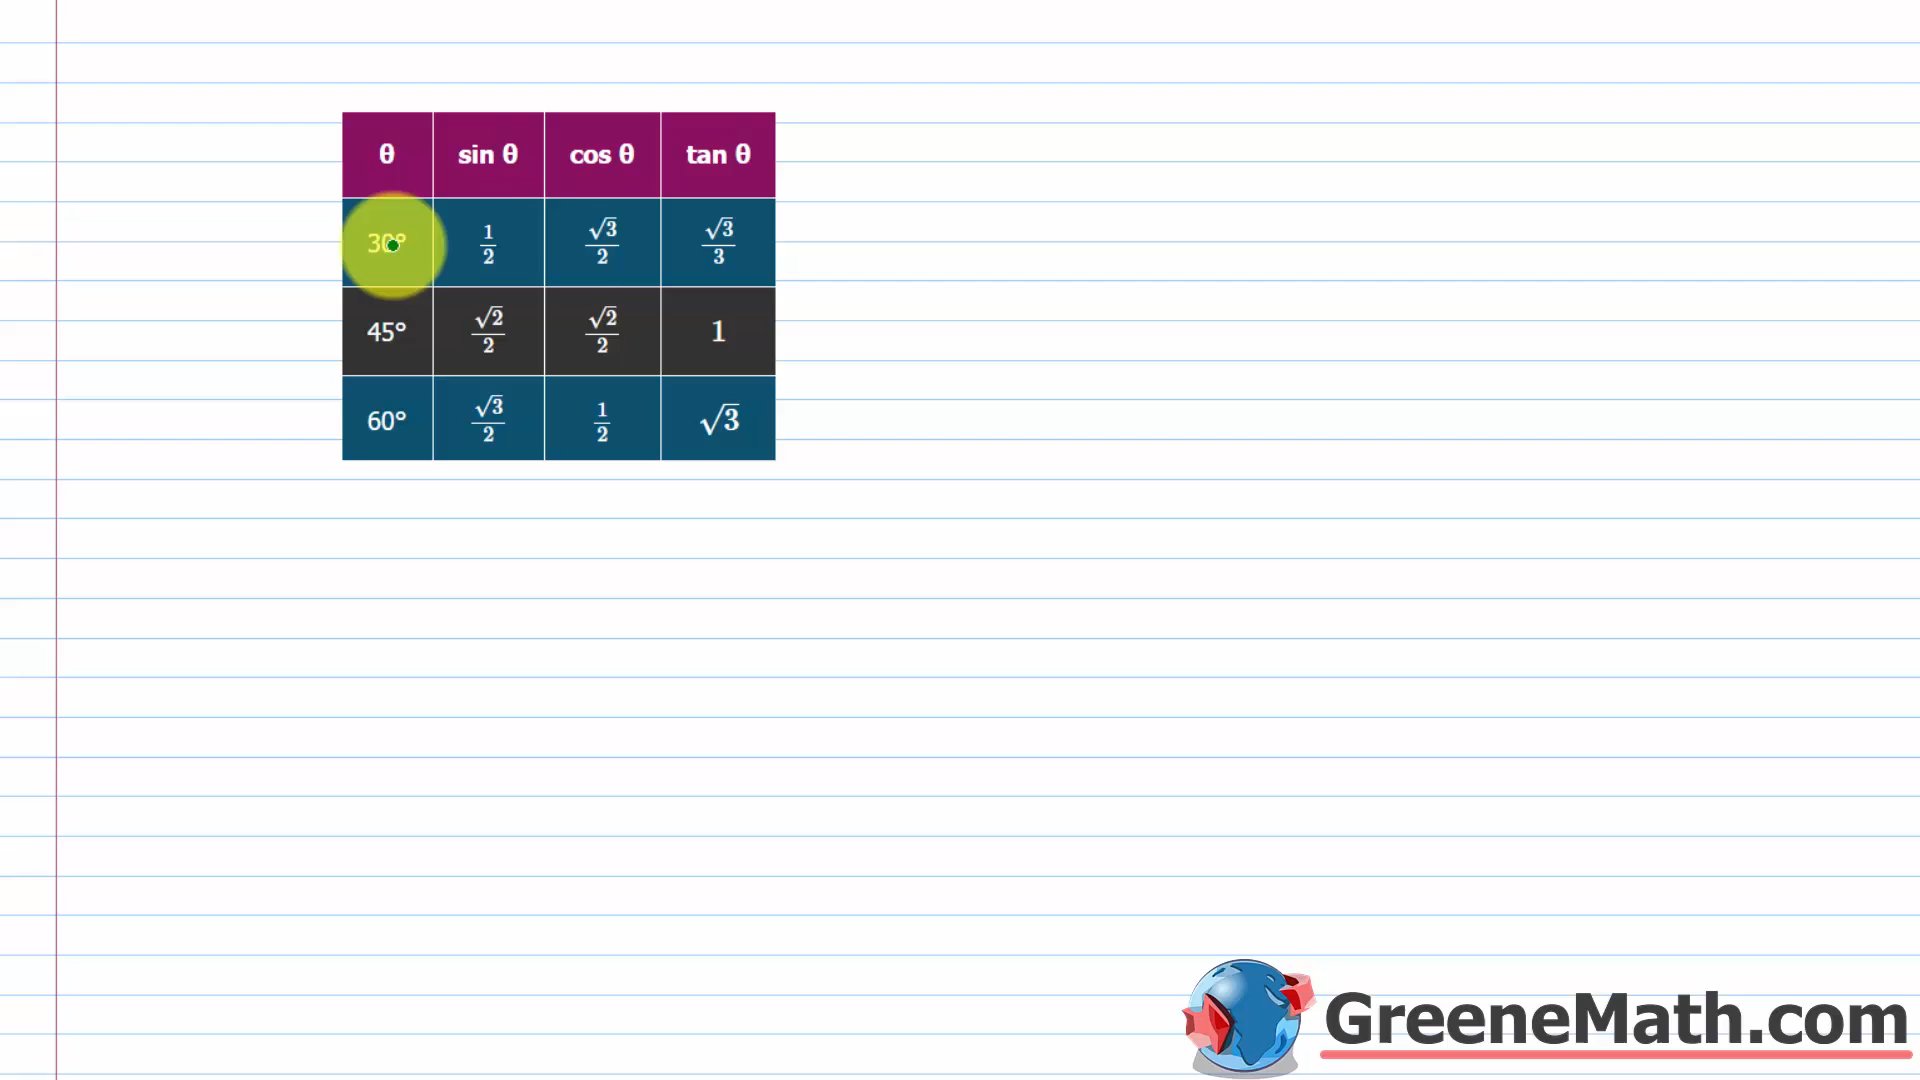 θ sin θ cos θ tan θ
30° 1/2 √3/2 √3/3
45° √2/2 √2/2 1
60° √3/2 1/2 √3
GreeneMath.com